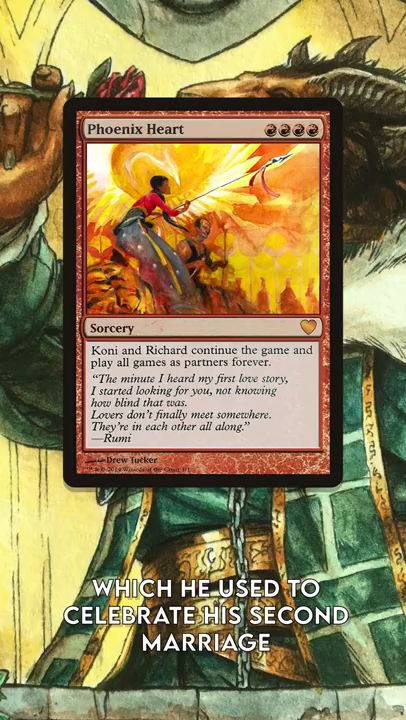 Phoenix Heart
Sorcery
Koni and Richard continue the game and
play all games as partners forever.
“The minute I heard my first love story,
I started looking for you, not knowing
how blind that was.
Lovers don’t finally meet somewhere.
They’re in each other all along.”
—Rumi
Drew Tucker
WHICH HE USED TO
CELEBRATE HIS SECOND
MARRIAGE